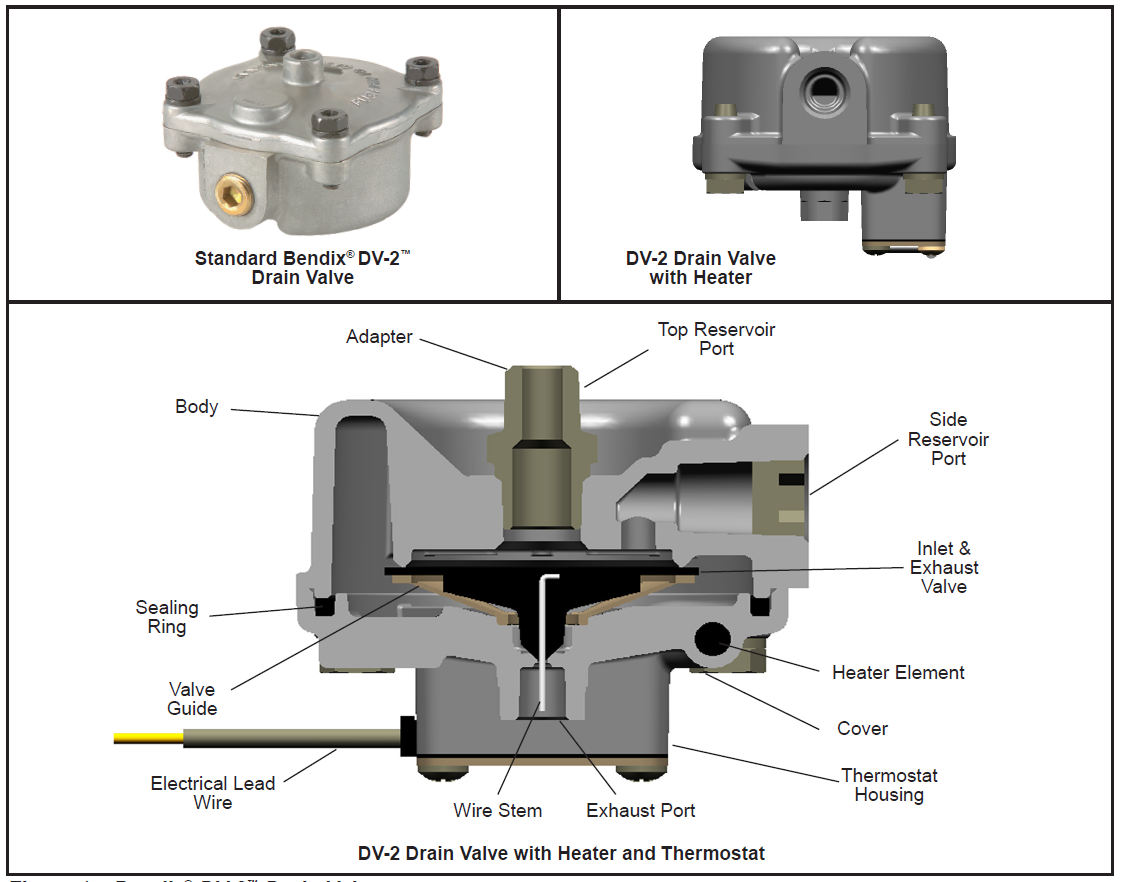 Standard Bendix® DV-2™
Drain Valve
DV-2 Drain Valve
with Heater
Adapter
Top Reservoir
Port
Body
Side
Reservoir
Port
Inlet &
Exhaust
Valve
Sealing
Ring
Heater Element
Valve
Guide
Cover
Electrical Lead
Wire
Thermostat
Housing
Wire Stem
Exhaust Port
DV-2 Drain Valve with Heater and Thermostat